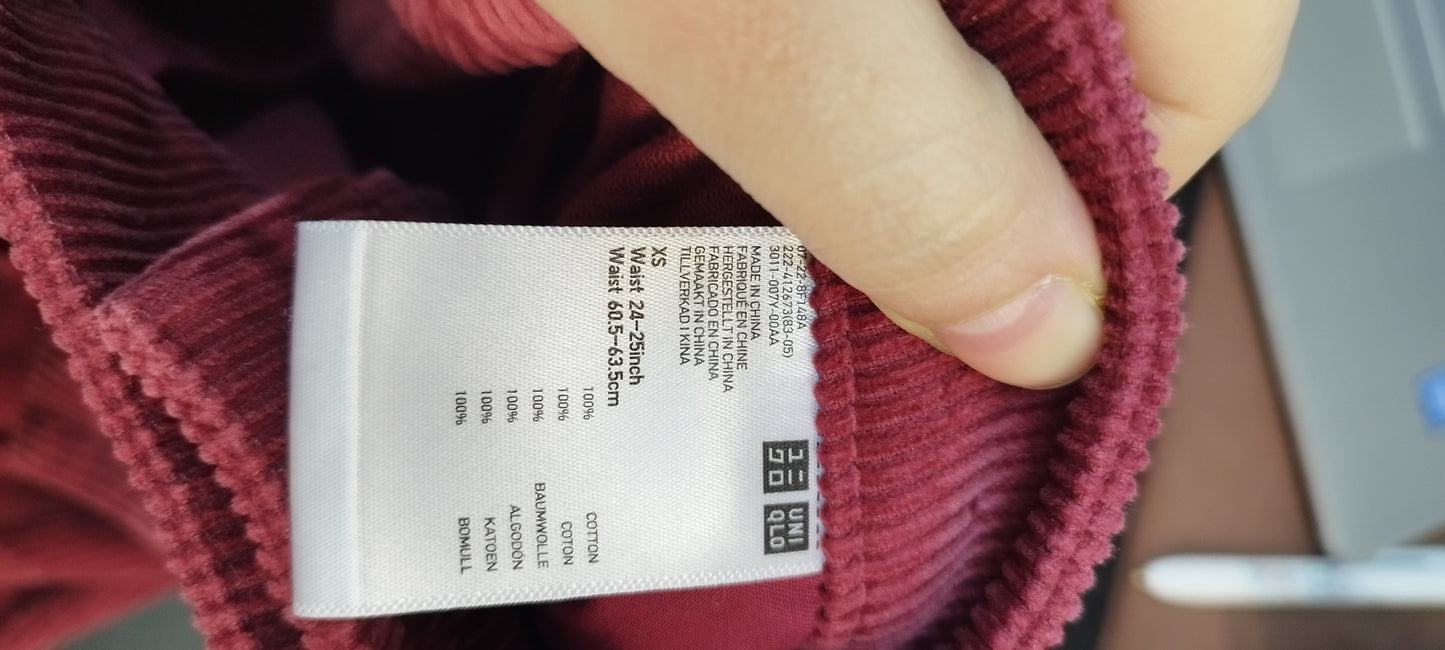 07-22-8F148A
222-412673(83-05)
3011-007Y-00AA
MADE IN CHINA
FABRIQUÉ EN CHINE
HERGESTELLT IN CHINA
FABRICADO EN CHINA
GEMAAKT IN CHINA
TILLVERKAD I KINA
ユニ
クロ
UNI
QLO
XS
Waist 24–25inch
Waist 60.5–63.5cm
100% COTTON
100% COTON
100% BAUMWOLLE
100% ALGODÓN
100% KATOEN
100% BOMULL